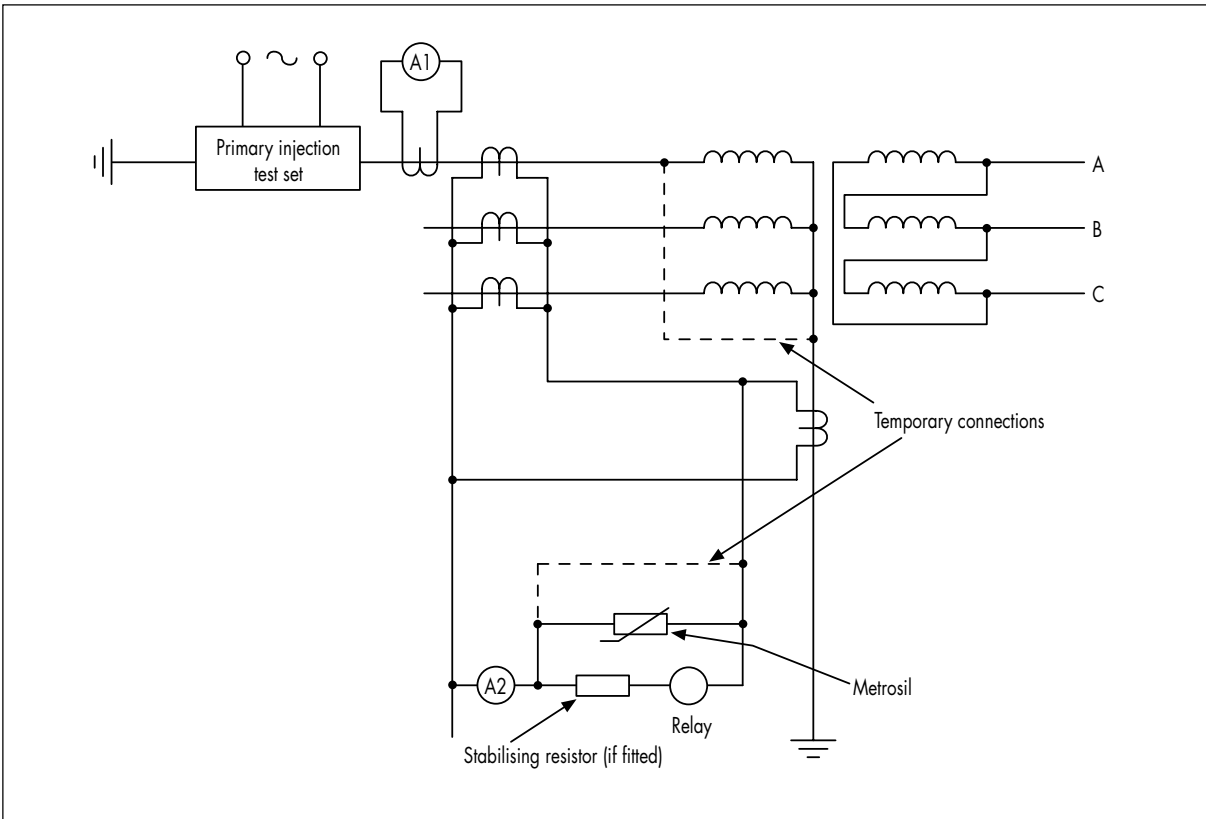 A1
Primary injection
test set
A
B
C
Temporary connections
Metrosil
A2
Relay
Stabilising resistor (if fitted)